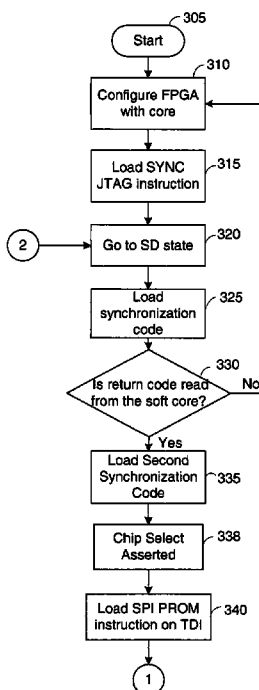 305
Start
310
Configure FPGA
with core
315
Load SYNC
JTAG instruction
2
320
Go to SD state
325
Load
synchronization
code
330
Is return code read
from the soft core?
No
Yes
Load Second
Synchronization
Code
335
338
Chip Select
Asserted
340
Load SPI PROM
instruction on TDI
1